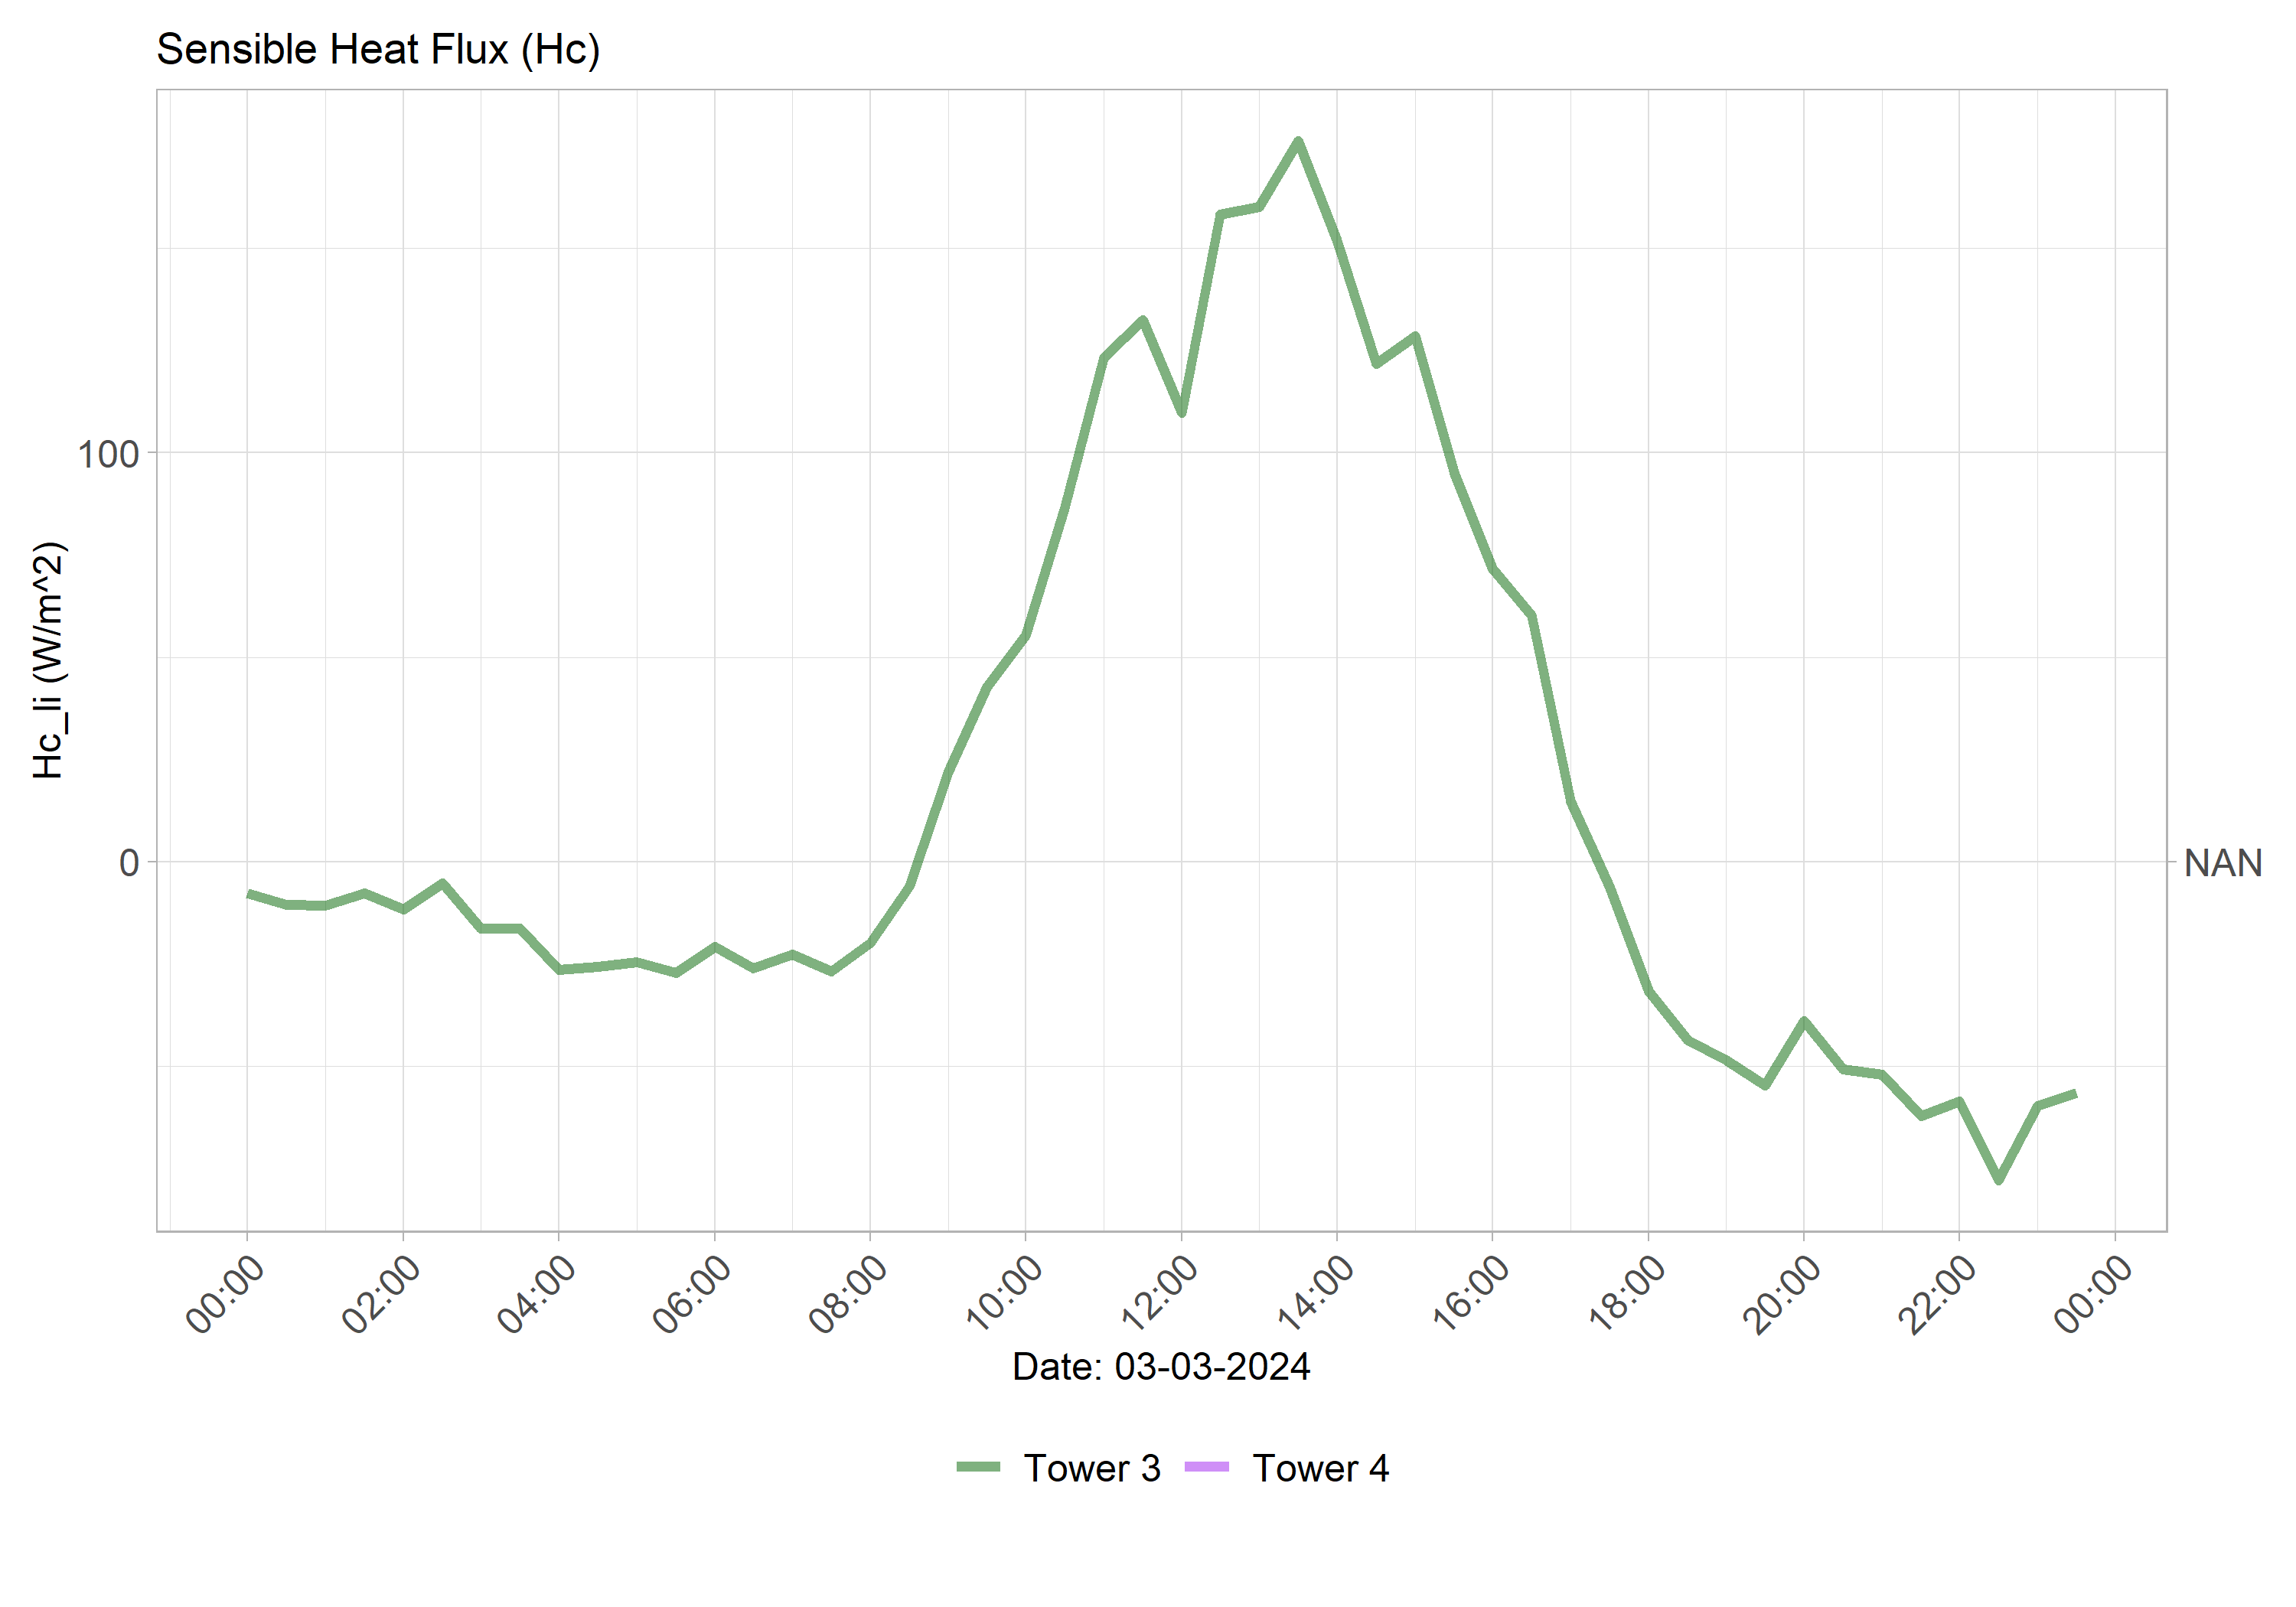 Sensible Heat Flux (Hc)
Hc_li (W/m^2)
100
0
NAN
00:00 02:00 04:00 06:00 08:00 10:00 12:00 14:00 16:00 18:00 20:00 22:00 00:00
Date: 03-03-2024
Tower 3 Tower 4